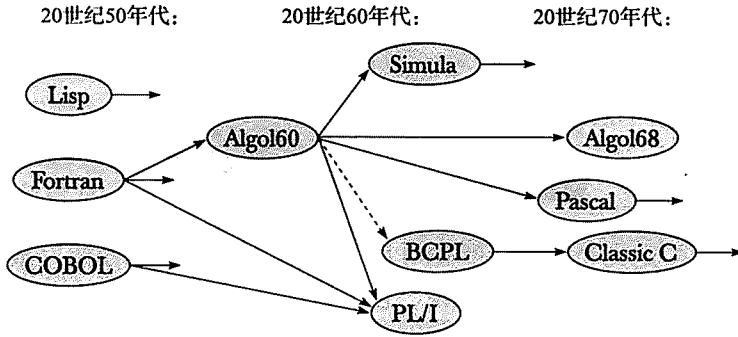 20世纪50年代：
20世纪60年代：
20世纪70年代：
Simula
Lisp
Algol60
Algol68
Fortran
Pascal
BCPL
Classic C
COBOL
PL/I